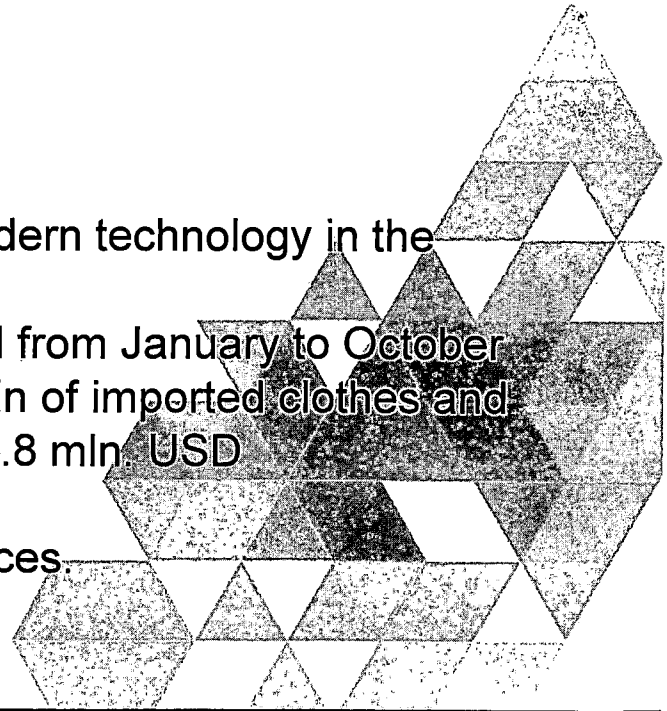 dern technology in the
from January to October
n of imported clothes and
.8 mln. USD
ces.